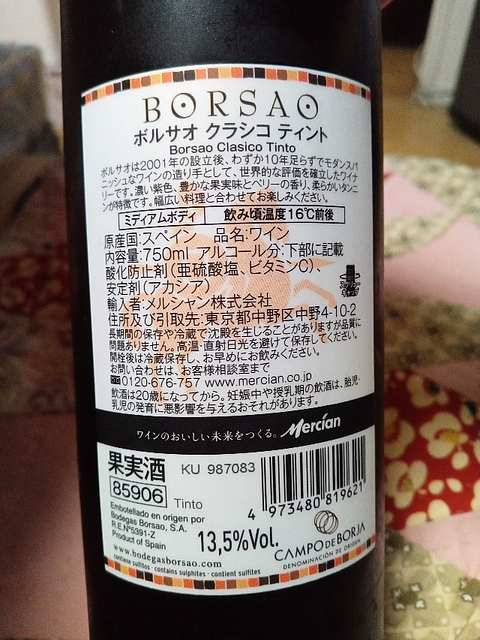 BORSAO
ボルサオ クラシコ ティント
Borsao Clasico Tinto
ボルサオは2001年の設立後、わずか10年足らずでモダンスパ
ニッシュなワインの造り手として、世界的な評価を確立したワイナ
リーです。濃い紫色、豊かな果実味とベリーの香り、柔らかいタンニ
ンが特徴です。幅広い料理と合わせてお楽しみください。
ミディアムボディ 飲み頃温度16℃前後
原産国:スペイン 品名:ワイン
内容量:750ml アルコール分:下部に記載
酸化防止剤(亜硫酸塩、ビタミンC)、
安定剤(アカシア)
輸入者:メルシャン株式会社
住所及び引取先:東京都中野区中野4-10-2
長期間の保存や冷蔵で沈殿を生じることがありますが品質に
問題ありません。高温・直射日光を避けて保存してください。
開栓後は冷蔵保存し、お早めにお飲みください。
お問い合わせは、お客様相談室まで
0120-676-757 www.mercian.co.jp
飲酒は20歳になってから。妊娠中や授乳期の飲酒は、胎児・
乳児の発育に悪影響を与えるおそれがあります。
ワインのおいしい未来をつくる。 Mercian
果実酒 KU 987083
85906 Tinto
4 973480 819621
Embotellado en origen por
Bodegas Borsao, S.A.
R.E.Nº5391-Z
Product of Spain
13,5%Vol.
www.bodegasborsao.com
contiene sulfitos · contains sulphites · contient sulfites
CAMPO DE BORJA
DENOMINACIÓN DE ORIGEN